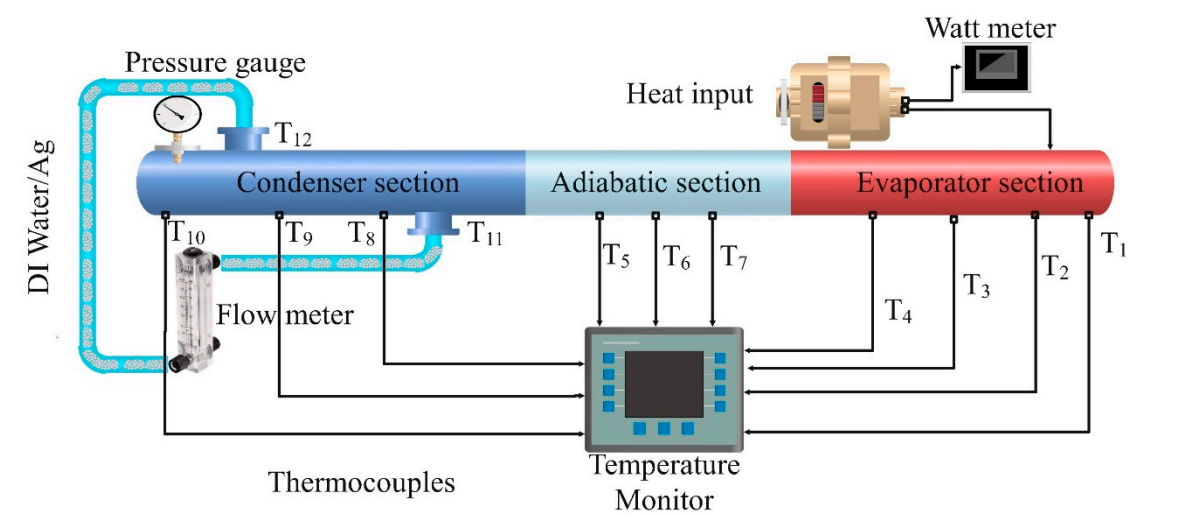 Watt meter
Pressure gauge
Heat input
T12
Condenser section
Adiabatic section
Evaporator section
DI Water/Ag
T10
T9
T8
T11
T5
T6
T7
T4
T3
T2
T1
Flow meter
Temperature
Monitor
Thermocouples